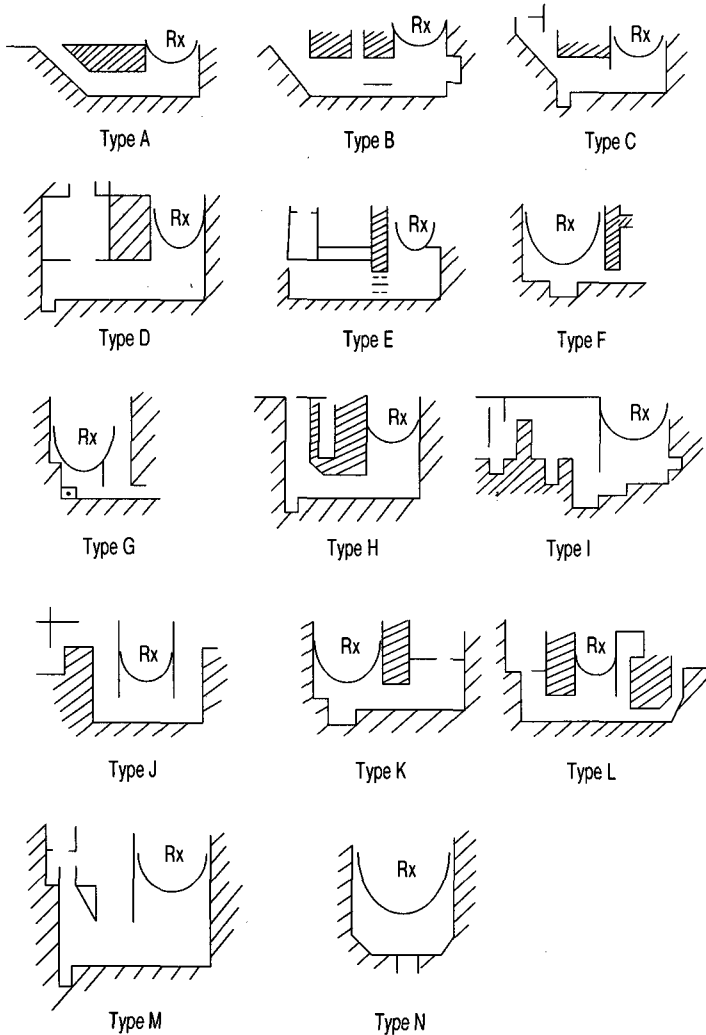 Rx Rx Rx
Type A Type B Type C
Rx Rx Rx
Type D Type E Type F
Rx Rx Rx
Type G Type H Type I
Rx Rx Rx
Type J Type K Type L
Rx Rx
Type M Type N